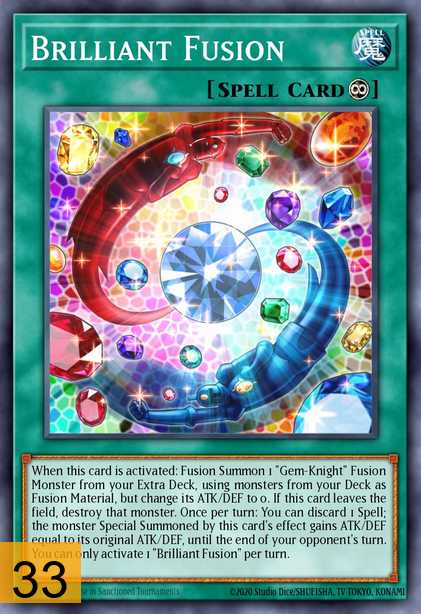 BRILLIANT FUSION
SPELL
魔
[SPELL CARD]
When this card is activated: Fusion Summon 1 "Gem-Knight" Fusion
Monster from your Extra Deck, using monsters from your Deck as
Fusion Material, but change its ATK/DEF to 0. If this card leaves the
field, destroy that monster. Once per turn: You can discard 1 Spell;
the monster Special Summoned by this card's effect gains ATK/DEF
equal to its original ATK/DEF, until the end of your opponent's turn.
You can only activate 1 "Brilliant Fusion" per turn.
33
se in Sanctioned Tournaments
©2020 Studio Dice/SHUEISHA, TV TOKYO, KONAMI